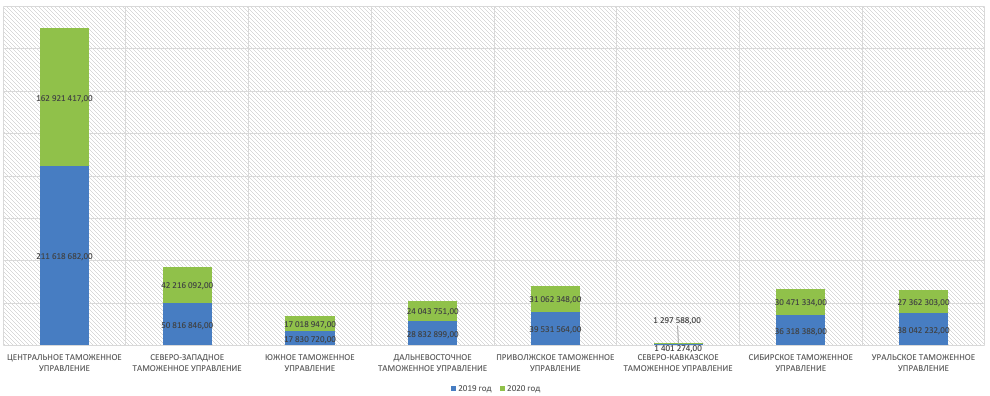 162 921 417,00
211 618 682,00
42 216 092,00
50 816 846,00
17 018 947,00
17 830 720,00
24 043 751,00
28 832 899,00
31 062 348,00
39 531 564,00
1 297 588,00
1 401 274,00
30 471 334,00
36 318 388,00
27 362 303,00
38 042 232,00
ЦЕНТРАЛЬНОЕ ТАМОЖЕННОЕ
УПРАВЛЕНИЕ
СЕВЕРО-ЗАПАДНОЕ
ТАМОЖЕННОЕ УПРАВЛЕНИЕ
ЮЖНОЕ ТАМОЖЕННОЕ
УПРАВЛЕНИЕ
ДАЛЬНЕВОСТОЧНОЕ
ТАМОЖЕННОЕ УПРАВЛЕНИЕ
ПРИВОЛЖСКОЕ ТАМОЖЕННОЕ
УПРАВЛЕНИЕ
СЕВЕРО-КАВКАЗСКОЕ
ТАМОЖЕННОЕ УПРАВЛЕНИЕ
СИБИРСКОЕ ТАМОЖЕННОЕ
УПРАВЛЕНИЕ
УРАЛЬСКОЕ ТАМОЖЕННОЕ
УПРАВЛЕНИЕ
2019 год
2020 год